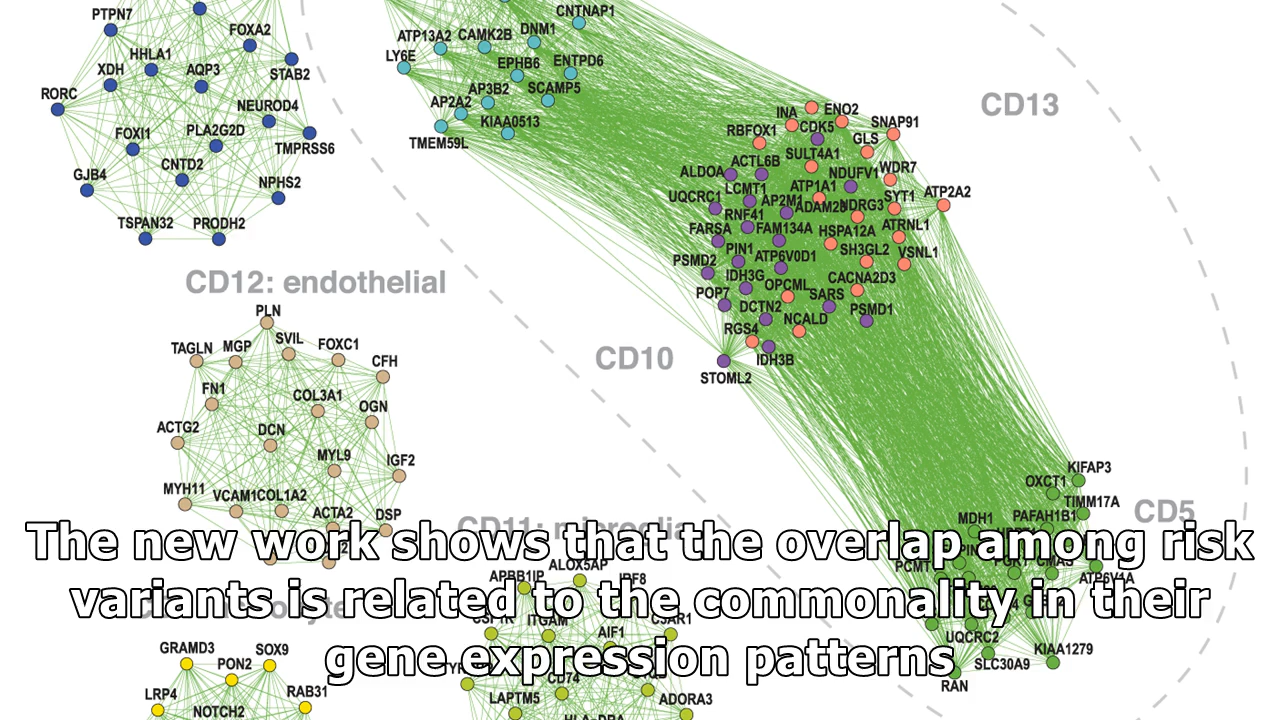 CNTNAP1
PTPN7
FOXA2
ATP13A2 CAMK2B DNM1
HHLA1
LY6E
EPHB6 ENTPD6
XDH AQP3 STAB2
AP3B2 SCAMP5
RORC
NEUROD4
AP2A2
KIAA0513
FOXI1 PLA2G2D
TMPRSS6
TMEM59L
CNTD2
GJB4
NPHS2
TSPAN32 PRODH2
CD13
INA ENO2
RBFOX1 CDK5 SNAP91
GLS
SULT4A1
ACTL6B WDR7
ALDOA NDUFV1
LCMT1 ATP1A1 ATP2A2
UQCRC1 AP2M1 SYT1
NDRG3
RNF41
FARSA FAM134A HSPA12A ATRNL1
PIN1 SH3GL2 VSNL1
PSMD2 ATP6V0D1
IDH3G OPCML CACNA2D3
POP7 SARS
DCTN2 NCALD PSMD1
RGS4
IDH3B
STOML2
CD10
CD12: endothelial
PLN
TAGLN MGP SVIL FOXC1
CFH
FN1 COL3A1
OGN
ACTG2 DCN
MYL9 IGF2
MYH11 VCAM1 COL1A2
ACTA2 DSP
KIFAP3
OXCT1
TIMM17A
CD5
MDH1 PAFAH1B1
CD11: microglia
The new work shows that the overlap among risk
variants is related to the commonality in their
gene expression patterns
ALOX5AP
APBB1IP
CMAS
ATP6V1A
ITGAM
AIF1
UQCRC2
KIAA1279
SLC30A9
RAN
GRAMD3 SOX9
PON2
LRP4 RAB31
NOTCH2
CD74
LAPTM5 ADORA3
HLA-DRA